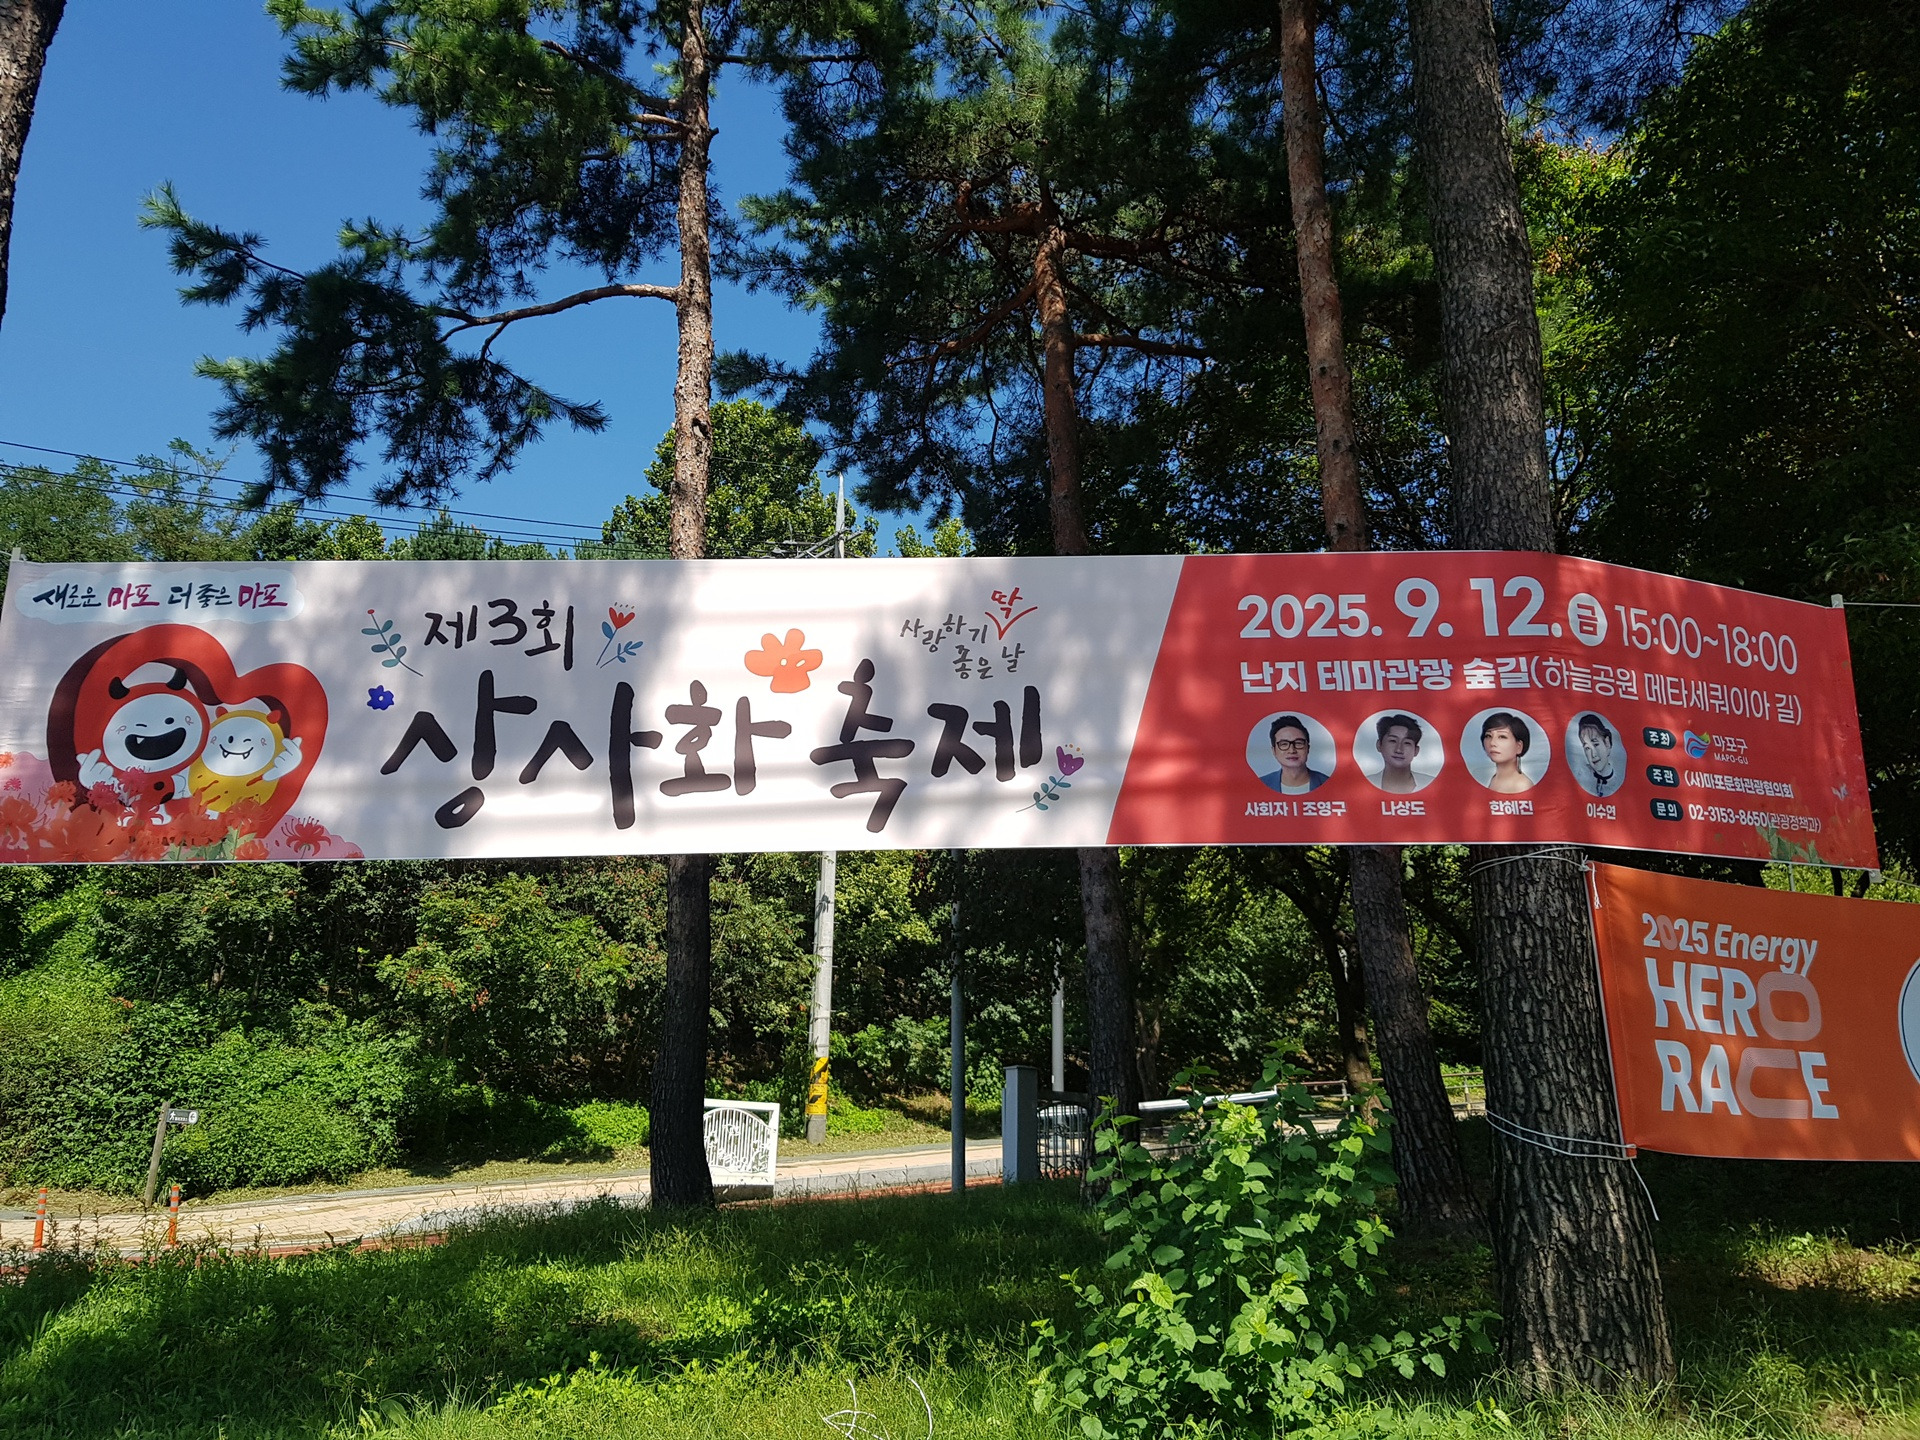 새로운 마포 더 좋은 마포
제3회
상사화 축제
사랑하기 딱
좋은 날
2025. 9. 12. 금 15:00~18:00
난지 테마관광 숲길(하늘공원 메타세쿼이아 길)
사회자 | 조영구
나상도
한혜진
이수연
주최 마포구
MAPO-GU
주관 (사)마포문화관광협의회
문의 02-3153-8650(관광정책과)
2025 Energy
HERO
RACE